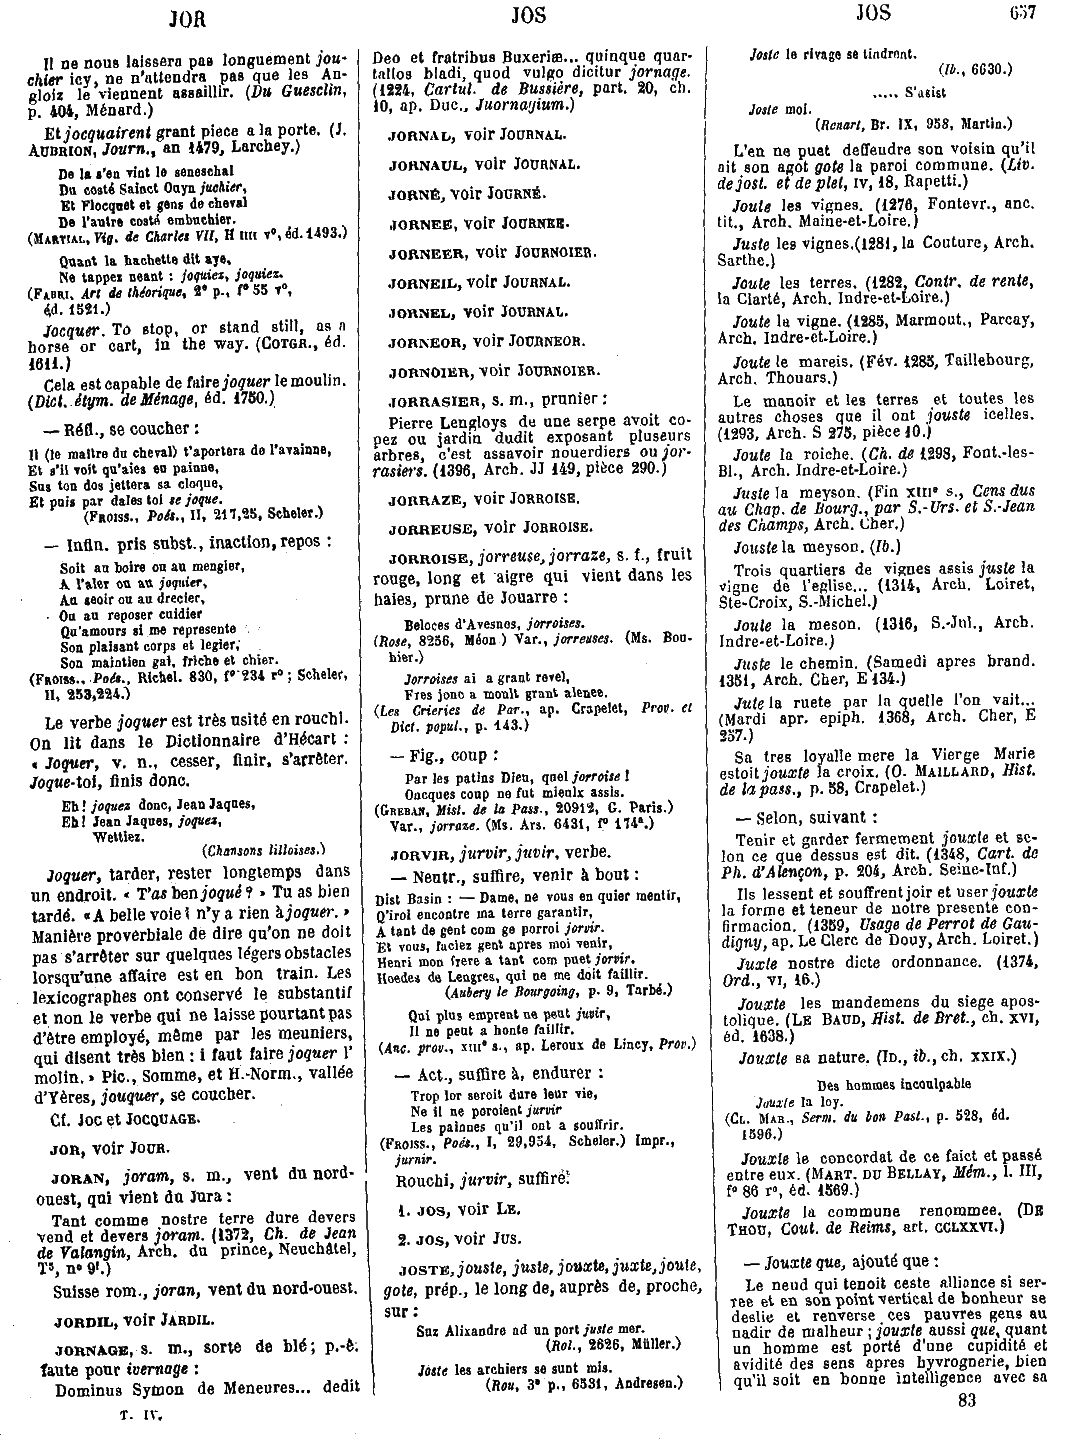 JOR
JOS
JOS
657
Il ne nous laissera pas longuement jou-
chier icy, ne n'attendra pas que les An-
gloiz le viennent assaillir. (Du Guesclin,
p. 404, Ménard.)
Et jocquairent grant piece a la porte. (J.
AUBRION, Journ., an 1479, Larchey.)
De la s'en vint le seneschal
Du costé Sainct Ouyn juchier,
Et Flocquet et gens de cheval
De l'autre costé embuchier.
(MARTIAL, Vig. de Charles VII, H IIII v°, éd. 1493.)
Quant la hachette dit aye,
Ne tappez neant : joquiez, joquiez.
(FABRI, Art de théorique, 2e p., f° 55 v°,
éd. 1521.)
Jocquer. To stop, or stand still, as a
horse or cart, in the way. (COTGR., éd.
1611.)
Cela est capable de faire joquer le moulin.
(Dict. étym. de Ménage, éd. 1750.)
— Réfl., se coucher :
Il (le maître du cheval) t'aportera de l'avainne,
Et s'il voit qu'aies eu painne,
Sus ton dos jettera sa cloque,
Et puis par dales toi se joque.
(FROISS., Poés., II, 217,25, Scheler.)
— Infin. pris subst., inaction, repos :
Soit au boire ou au mengier,
A l'aler ou au joquier,
Au seoir ou au drecier,
Ou au reposer cuidier
Qu'amours si me represente
Son plaisant corps et legier,
Son maintien gai, friche et chier.
(FROISS., Poés., Richel. 830, f° 234 r° ; Scheler,
II, 253,224.)
Le verbe joquer est très usité en rouchi.
On lit dans le Dictionnaire d'Hécart :
« Joquer, v. n., cesser, finir, s'arrêter.
Joque-toi, finis donc.
Eh! joquez donc, Jean Jaques,
Eh! Jean Jaques, joquez,
Wettiez.
(Chansons lilloises.)
Joquer, tarder, rester longtemps dans
un endroit. « T'as ben joqué ? » Tu as bien
tardé. « A belle voie i n'y a rien à joquer. »
Manière proverbiale de dire qu'on ne doit
pas s'arrêter sur quelques légers obstacles
lorsqu'une affaire est en bon train. Les
lexicographes ont conservé le substantif
et non le verbe qui ne laisse pourtant pas
d'être employé, même par les meuniers,
qui disent très bien : i faut faire joquer l'
molin. » Pic., Somme, et H.-Norm., vallée
d'Yères, jouquer, se coucher.
Cf. JOC et JOCQUAGE.
JOR, voir JOUR.
JORAN, joram, s. m., vent du nord-
ouest, qui vient du Jura :
Tant comme nostre terre dure devers
vend et devers joram. (1372, Ch. de Jean
de Valangin, Arch. du prince, Neuchâtel,
T⁵, n° 9¹.)
Suisse rom., joran, vent du nord-ouest.
JORDIL, voir JARDIL.
JORNAGE, s. m., sorte de blé; p.-ê.
faute pour ivernage :
Dominus Symon de Meneures... dedit
T. IV.
Deo et fratribus Buxeriæ... quinque quar-
tallos bladi, quod vulgo dicitur jornage.
(1224, Cartul. de Bussière, part. 20, ch.
10, ap. Duc., Juornagium.)
JORNAL, voir JOURNAL.
JORNAUL, voir JOURNAL.
JORNÉ, voir JOURNÉ.
JORNEE, voir JOURNEE.
JORNEER, voir JOURNOIER.
JORNEIL, voir JOURNAL.
JORNEL, voir JOURNAL.
JORNEOR, voir JOURNEOR.
JORNOIER, voir JOURNOIER.
JORRASIER, s. m., prunier :
Pierre Lengloys de une serpe avoit co-
pez ou jardin dudit exposant pluseurs
arbres, c'est assavoir nouerdiers ou jor-
rasiers. (1396, Arch. JJ 149, pièce 290.)
JORRAZE, voir JORROISE.
JORREUSE, voir JORROISE.
JORROISE, jorreuse, jorraze, s. f., fruit
rouge, long et aigre qui vient dans les
haies, prune de Jouarre :
Beloces d'Avesnes, jorroises.
(Rose, 8256, Méon ) Var., jorreuses. (Ms. Bou-
hier.)
Jorroises ai a grant revel,
Fres jonc a moult grant alenee.
(Les Crieries de Par., ap. Crapelet, Prov. et
Dict. popul., p. 143.)
— Fig., coup :
Par les patins Dieu, quel jorroise !
Oncques coup ne fut mieulx assis.
(GREBAN, Mist. de la Pass., 20912, G. Paris.)
Var., jorraze. (Ms. Ars. 6431, f° 174ª.)
JORVIR, jurvir, juvir, verbe.
— Neutr., suffire, venir à bout :
Dist Basin : — Dame, ne vous en quier mentir,
Q'iroi encontre ma terre garantir,
A tant de gent com ge porroi jorvir.
Et vous, faciez gent apres moi venir,
Henri mon frere a tant com puet jorvir.
Hoedes de Lengres, qui ne me doit faillir.
(Aubery le Bourgoing, p. 9, Tarbé.)
Qui plus emprent ne peut juvir,
Il ne peut a honte faillir.
(Anc. prov., XIIIe s., ap. Leroux de Lincy, Prov.)
— Act., suffire à, endurer :
Trop lor seroit dure leur vie,
Ne il ne poroient jurvir
Les painnes qu'il ont a souffrir.
(FROISS., Poés., I, 29,954, Scheler.) Impr.,
jurnir.
Rouchi, jurvir, suffire.
1. JOS, voir LE.
2. JOS, voir JUS.
JOSTE, jouste, juste, jouxte, juxte, joute,
gote, prép., le long de, auprès de, proche,
sur :
Suz Alixandre ad un port juste mer.
(Rol., 2626, Müller.)
Joste les archiers se sunt mis.
(Rou, 3e p., 6531, Andresen.)
Joste le rivage se tindrent.
(Ib., 6630.)
..... S'asist
Joste moi.
(Renart, Br. IX, 958, Martin.)
L'en ne puet deffeudre son voisin qu'il
ait son agot gote la paroi commune. (Liv.
de jost. et de plet, IV, 18, Rapetti.)
Joute les vignes. (1276, Fontevr., anc.
tit., Arch. Maine-et-Loire.)
Juste les vignes. (1281, la Couture, Arch.
Sarthe.)
Joute les terres. (1282, Contr. de rente,
la Clarté, Arch. Indre-et-Loire.)
Joute la vigne. (1285, Marmout., Parcay,
Arch. Indre-et-Loire.)
Joute le mareis. (Fév. 1285, Taillebourg,
Arch. Thouars.)
Le manoir et les terres et toutes les
autres choses que il ont jouste icelles.
(1293, Arch. S 275, pièce 10.)
Joute la roiche. (Ch. de 1298, Font.-les-
Bl., Arch. Indre-et-Loire.)
Juste la meyson. (Fin XIIIe s., Cens dus
au Chap. de Bourg., par S.-Urs. et S.-Jean
des Champs, Arch. Cher.)
Jouste la meyson. (Ib.)
Trois quartiers de vignes assis juste la
vigne de l'eglise... (1314, Arch. Loiret,
Ste-Croix, S.-Michel.)
Joute la meson. (1316, S.-Jul., Arch.
Indre-et-Loire.)
Juste le chemin. (Samedi apres brand.
1351, Arch. Cher, E 134.)
Jute la ruete par la quelle l'on vait...
(Mardi apr. epiph. 1368, Arch. Cher, E
257.)
Sa tres loyalle mere la Vierge Marie
estoit jouxte la croix. (O. MAILLARD, Hist.
de la pass., p. 58, Crapelet.)
— Selon, suivant :
Tenir et garder fermement jouxte et se-
lon ce que dessus est dit. (1348, Cart. de
Ph. d'Alençon, p. 204, Arch. Seine-Inf.)
Ils lessent et souffrent joir et user jouxte
la forme et teneur de notre presente con-
firmacion. (1359, Usage de Perrot de Gau-
digny, ap. Le Clerc de Douy, Arch. Loiret.)
Juxte nostre dicte ordonnance. (1374,
Ord., VI, 16.)
Jouxte les mandemens du siege apos-
tolique. (LE BAUD, Hist. de Bret., ch. XVI,
éd. 1638.)
Jouxte sa nature. (ID., ib., ch. XXIX.)
Des hommes incoulpable
Jouxte la loy.
(CL. MAR., Serm. du bon Past., p. 528, éd.
1596.)
Jouxte le concordat de ce faict et passé
entre eux. (MART. DU BELLAY, Mém., l. III,
f° 86 r°, éd. 1569.)
Jouxte la commune renommee. (DE
THOU, Cout. de Reims, art. CCLXXVI.)
— Jouxte que, ajouté que :
Le neud qui tenoit ceste alliance si ser-
ree et en son point vertical de bonheur se
deslie et renverse ces pauvres gens au
nadir de malheur ; jouxte aussi que, quant
un homme est porté d'une cupidité et
avidité des sens apres hyvrognerie, bien
qu'il soit en bonne intelligence avec sa
83